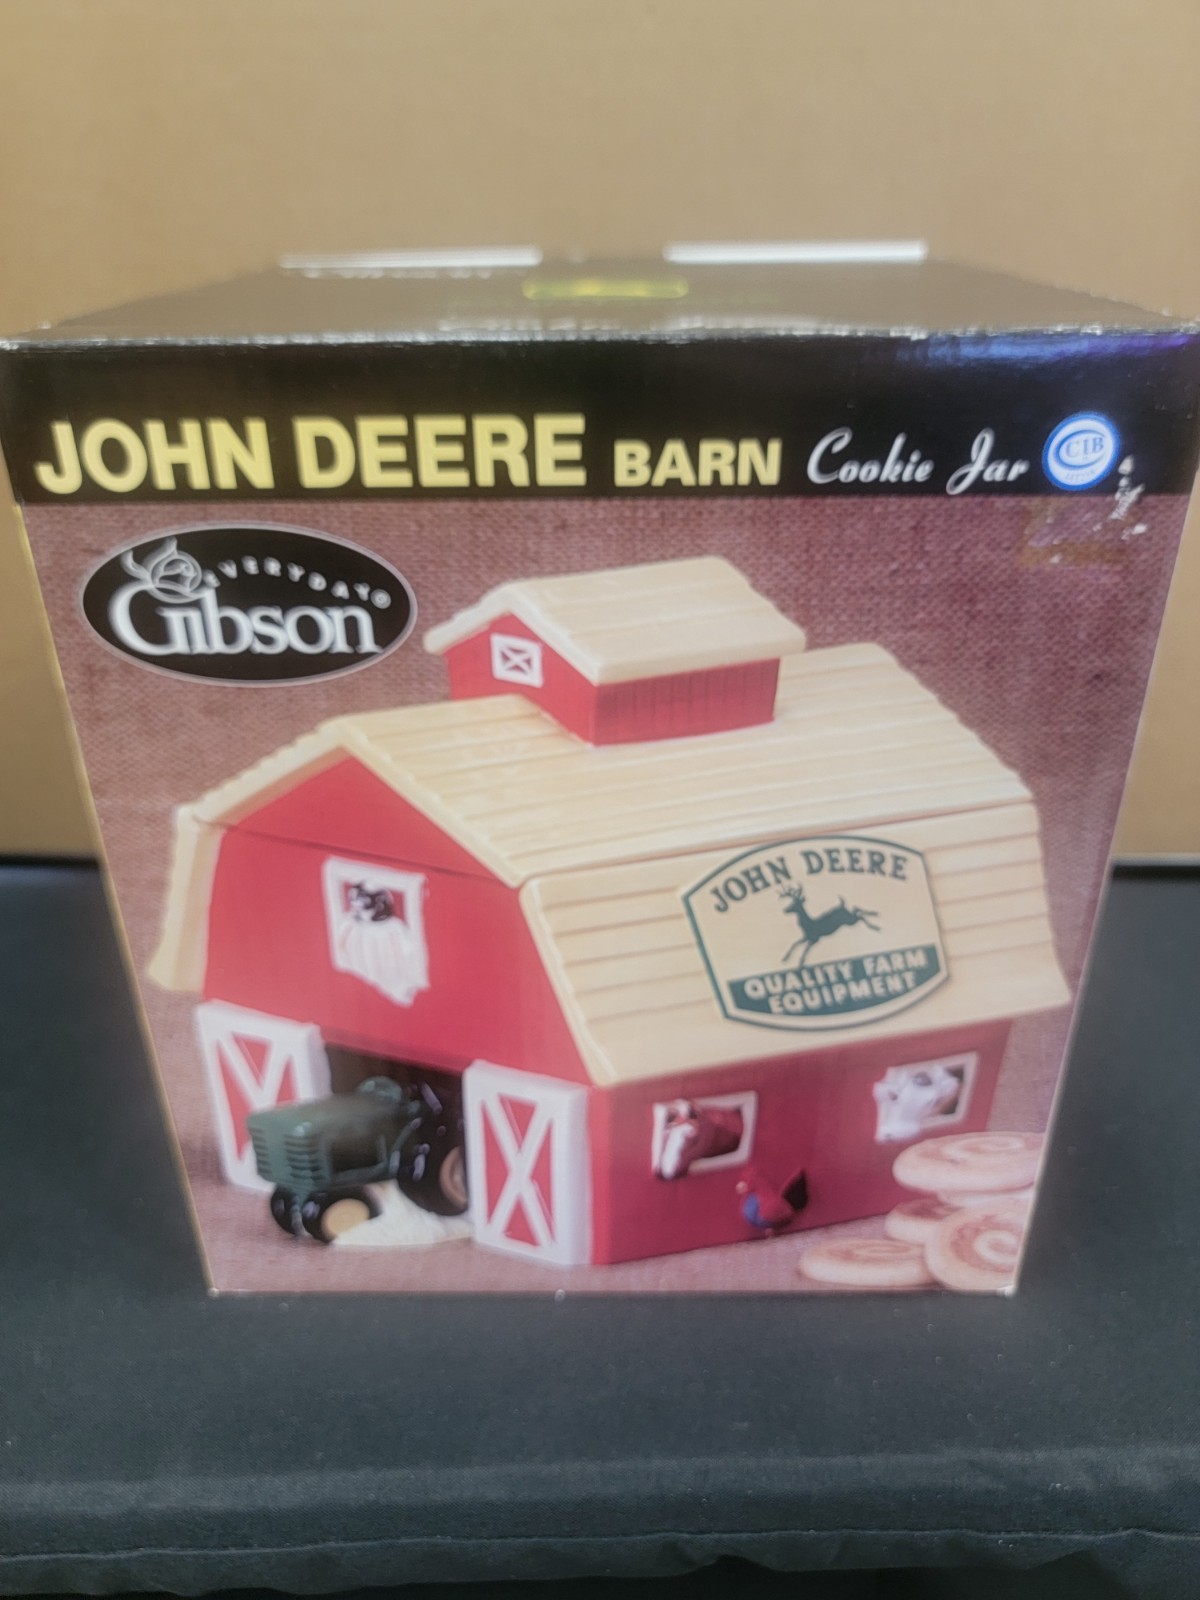 JOHN DEERE BARN Cookie Jar
CIB
EVERYDAY
Gibson
JOHN DEERE
QUALITY FARM
EQUIPMENT